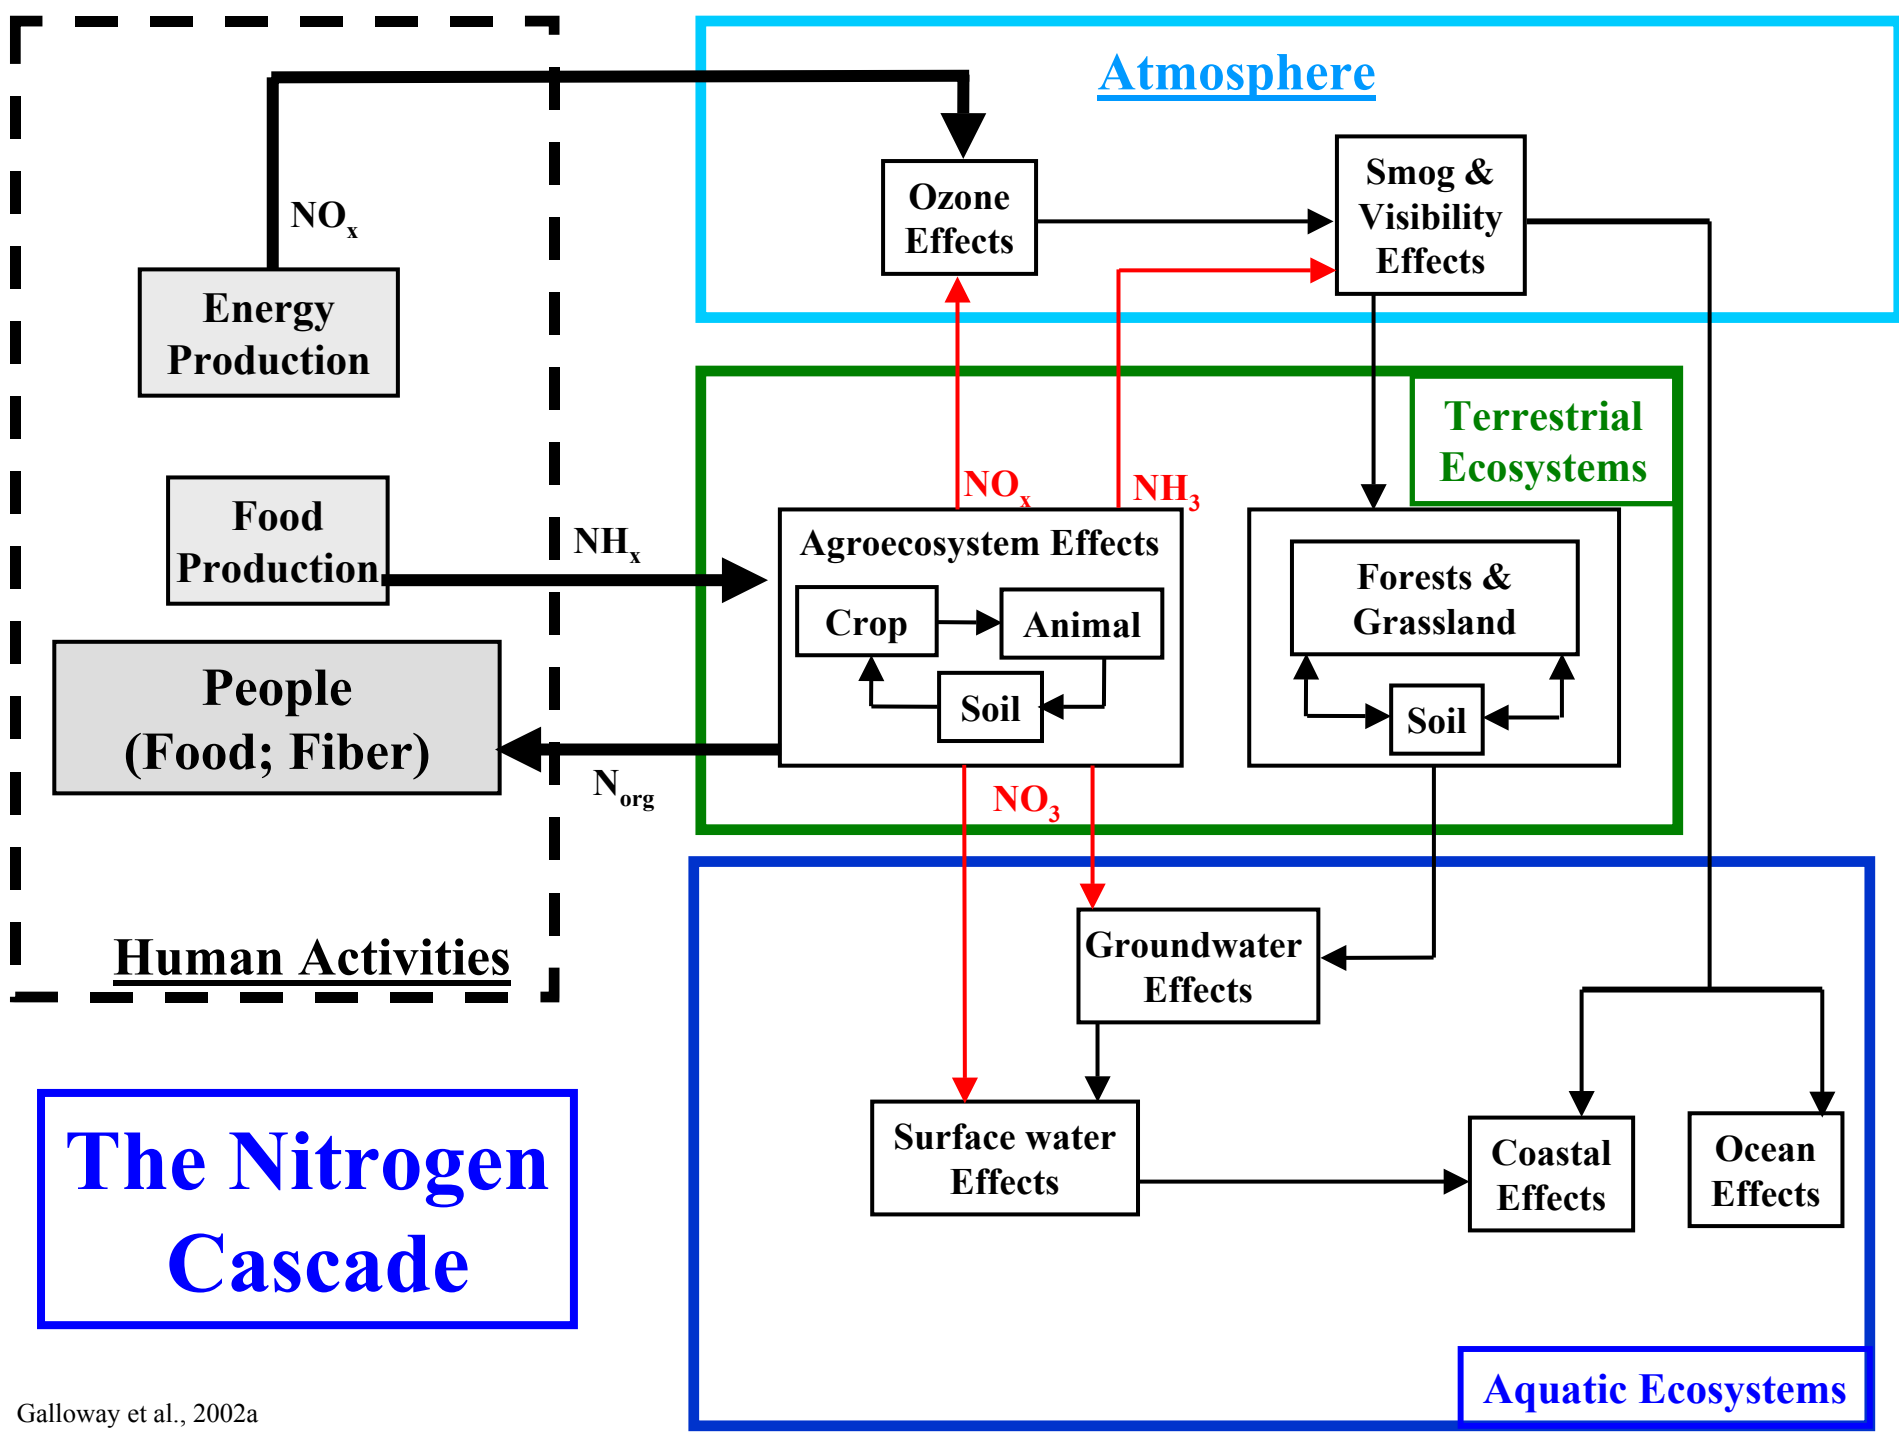 Atmosphere
Ozone
Effects
Smog &
Visibility
Effects
NOₓ
Energy
Production
Food
Production
NHₓ
People
(Food; Fiber)
N_org
Human Activities
Terrestrial
Ecosystems
NOₓ
NH₃
Agroecosystem Effects
Crop
Animal
Soil
Forests &
Grassland
Soil
NO₃
Groundwater
Effects
Surface water
Effects
Coastal
Effects
Ocean
Effects
Aquatic Ecosystems
The Nitrogen
Cascade
Galloway et al., 2002a